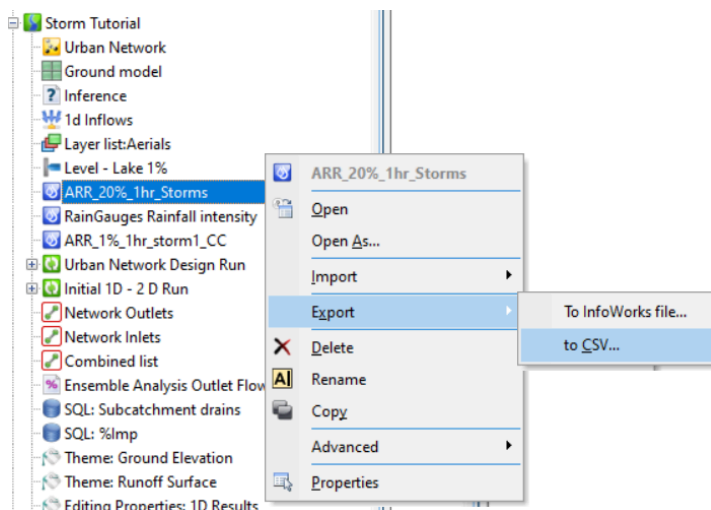 Storm Tutorial
Urban Network
Ground model
Inference
1d Inflows
Layer list:Aerials
Level - Lake 1%
ARR_20%_1hr_Storms
RainGauges Rainfall intensity
ARR_1%_1hr_storm1_CC
Urban Network Design Run
Initial 1D - 2 D Run
Network Outlets
Network Inlets
Combined list
Ensemble Analysis Outlet Flow
SQL: Subcatchment drains
SQL: %Imp
Theme: Ground Elevation
Theme: Runoff Surface
Editing Properties: 1D Results
ARR_20%_1hr_Storms
Open
Open As...
Import
Export
Delete
Rename
Copy
Advanced
Properties
To InfoWorks file...
to CSV...